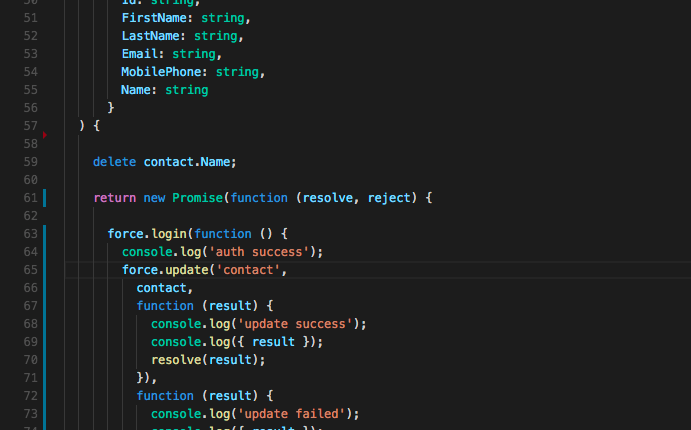 50 Id: string,
51 FirstName: string,
52 LastName: string,
53 Email: string,
54 MobilePhone: string,
55 Name: string
56 }
57 ) {
58
59 delete contact.Name;
60
61 return new Promise(function (resolve, reject) {
62
63 force.login(function () {
64 console.log('auth success');
65 force.update('contact',
66 contact,
67 function (result) {
68 console.log('update success');
69 console.log({ result });
70 resolve(result);
71 }),
72 function (result) {
73 console.log('update failed');
74 console.log({ result });